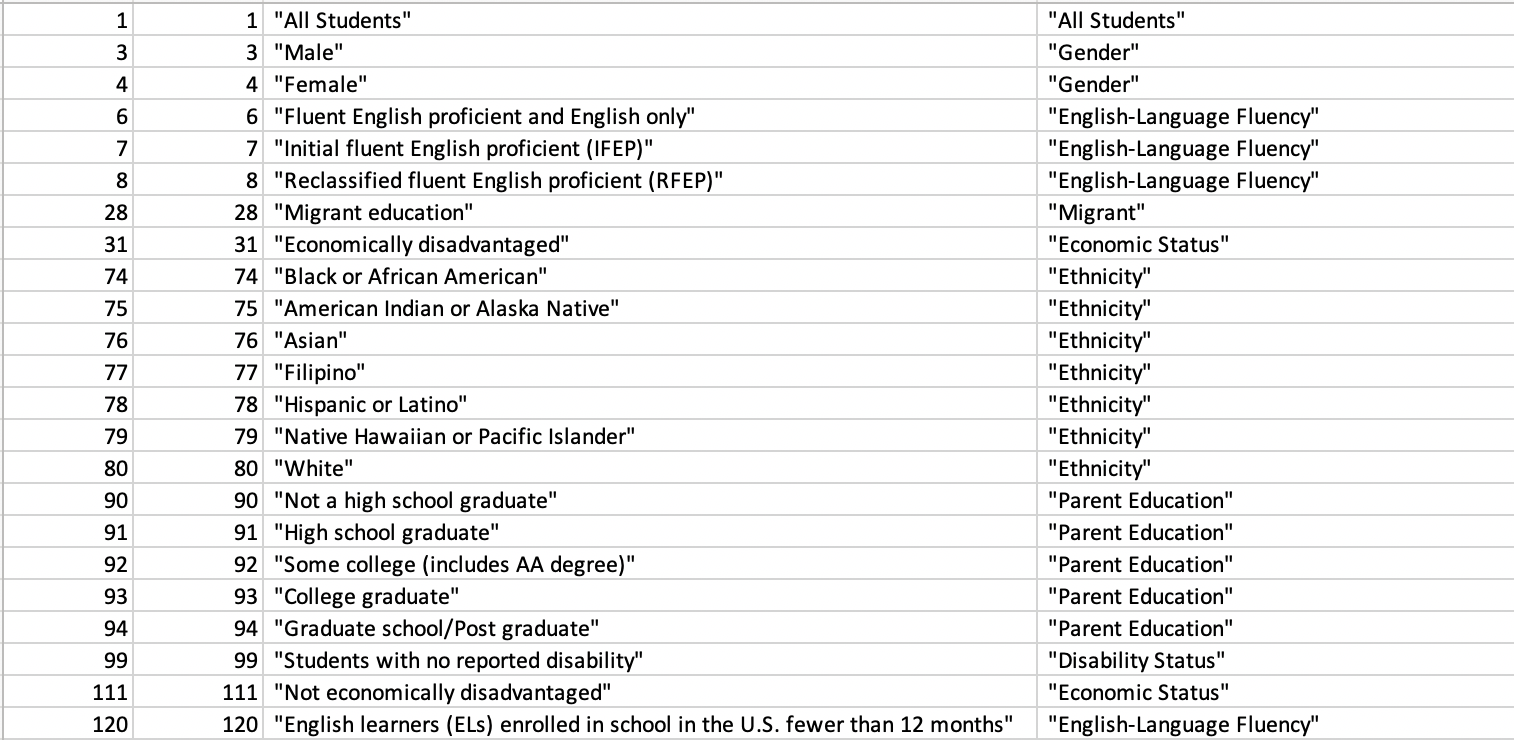 1 1 "All Students" "All Students"
3 3 "Male" "Gender"
4 4 "Female" "Gender"
6 6 "Fluent English proficient and English only" "English-Language Fluency"
7 7 "Initial fluent English proficient (IFEP)" "English-Language Fluency"
8 8 "Reclassified fluent English proficient (RFEP)" "English-Language Fluency"
28 28 "Migrant education" "Migrant"
31 31 "Economically disadvantaged" "Economic Status"
74 74 "Black or African American" "Ethnicity"
75 75 "American Indian or Alaska Native" "Ethnicity"
76 76 "Asian" "Ethnicity"
77 77 "Filipino" "Ethnicity"
78 78 "Hispanic or Latino" "Ethnicity"
79 79 "Native Hawaiian or Pacific Islander" "Ethnicity"
80 80 "White" "Ethnicity"
90 90 "Not a high school graduate" "Parent Education"
91 91 "High school graduate" "Parent Education"
92 92 "Some college (includes AA degree)" "Parent Education"
93 93 "College graduate" "Parent Education"
94 94 "Graduate school/Post graduate" "Parent Education"
99 99 "Students with no reported disability" "Disability Status"
111 111 "Not economically disadvantaged" "Economic Status"
120 120 "English learners (ELs) enrolled in school in the U.S. fewer than 12 months" "English-Language Fluency"